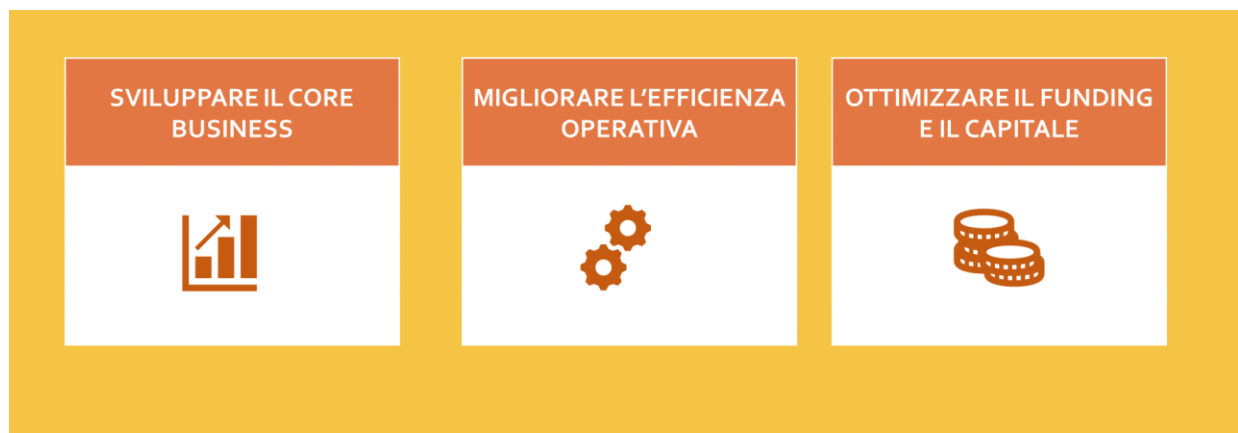 SVILUPPARE IL CORE
BUSINESS
MIGLIORARE L’EFFICIENZA
OPERATIVA
OTTIMIZZARE IL FUNDING
E IL CAPITALE